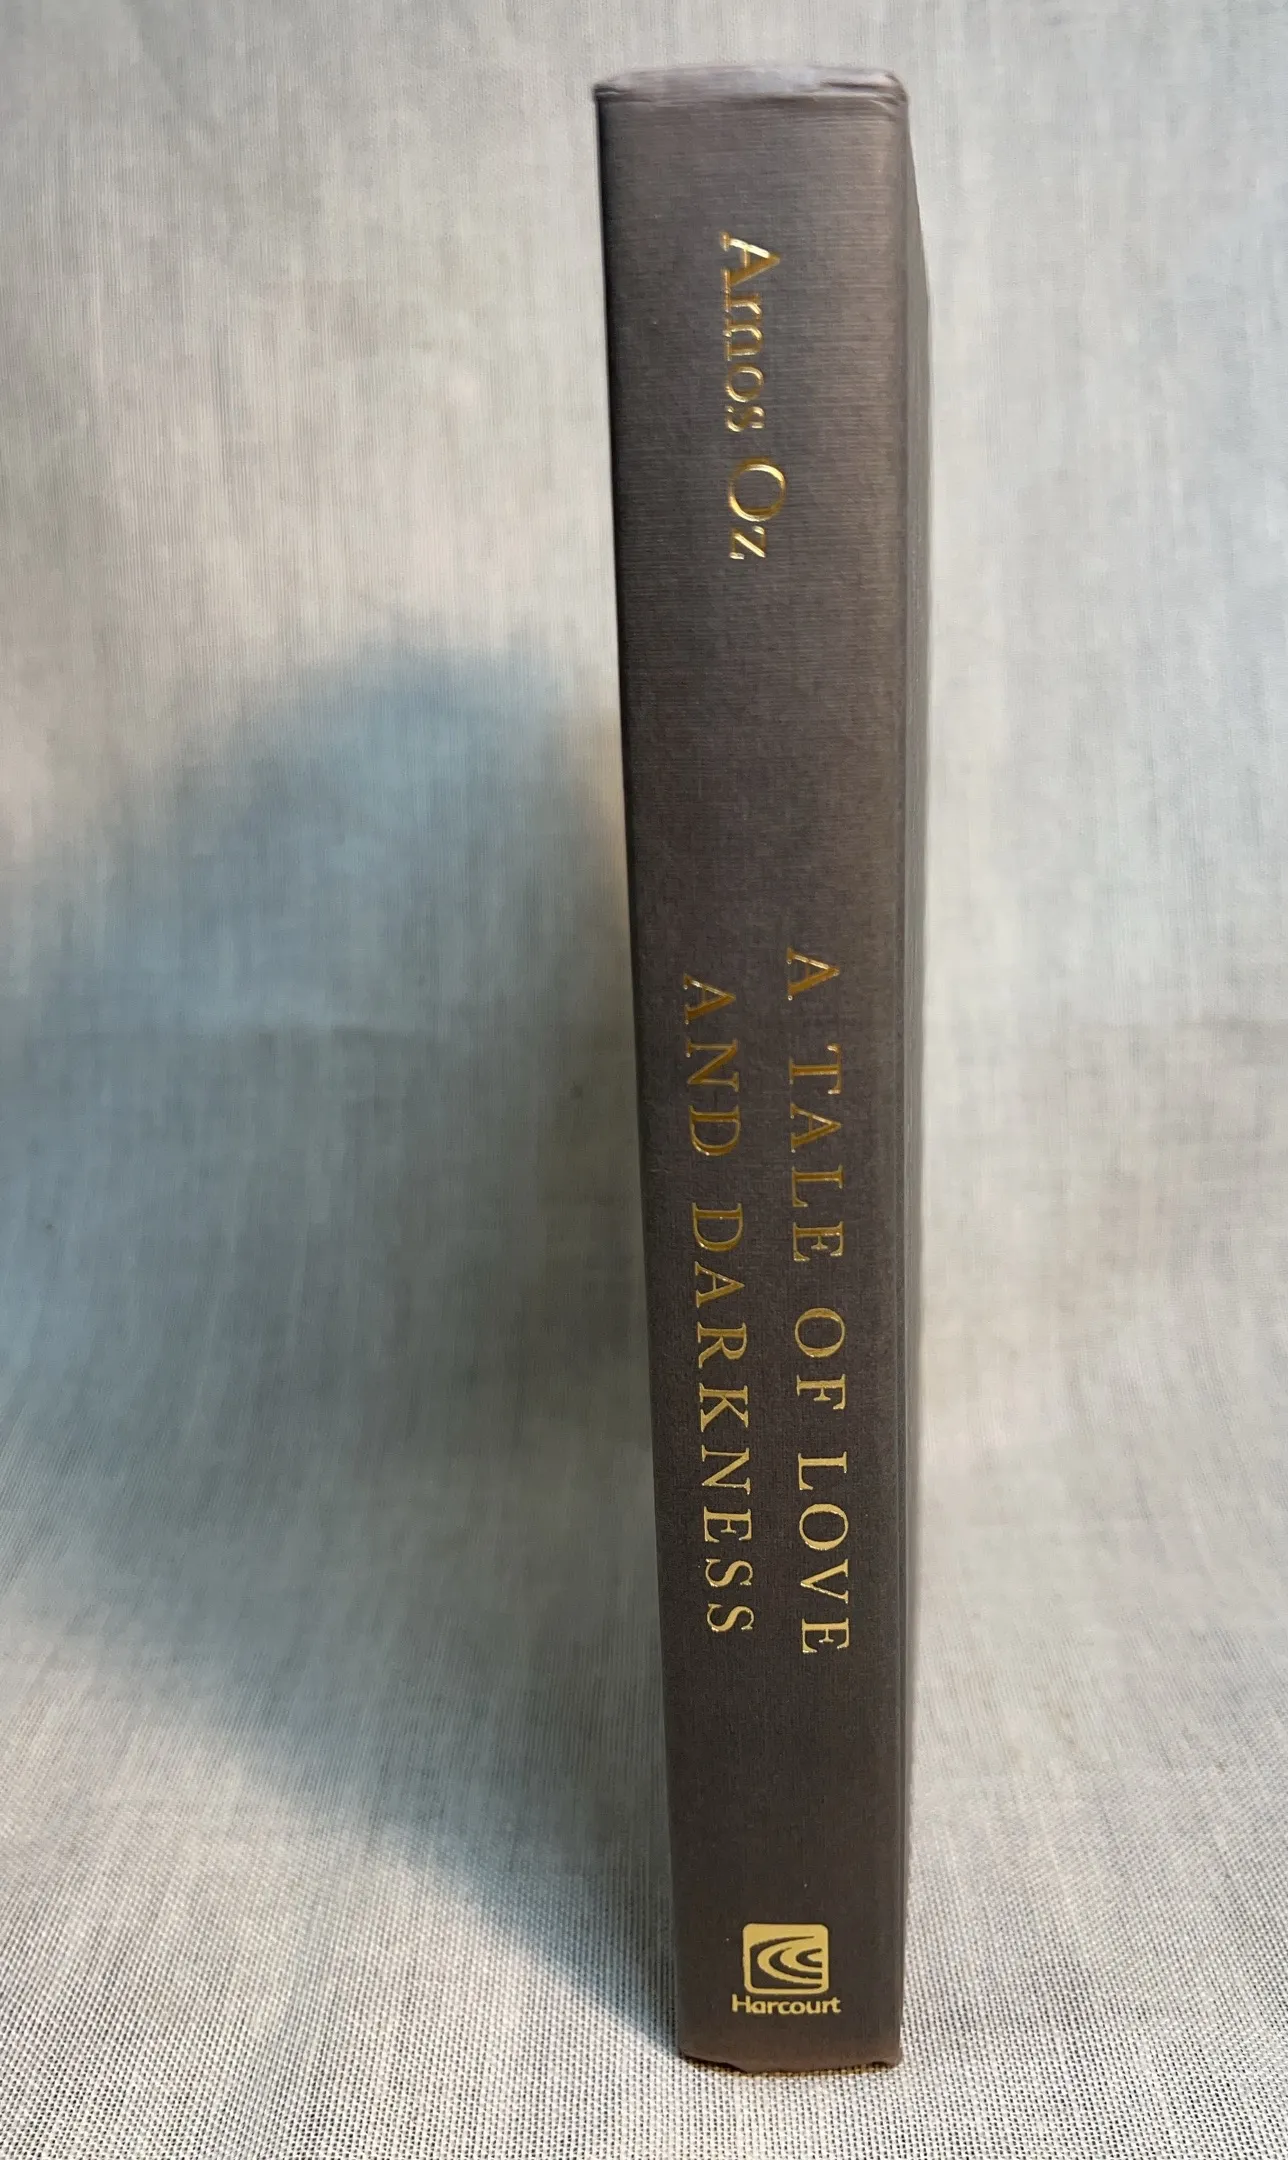 Amos Oz
A TALE OF LOVE
AND DARKNESS
Harcourt